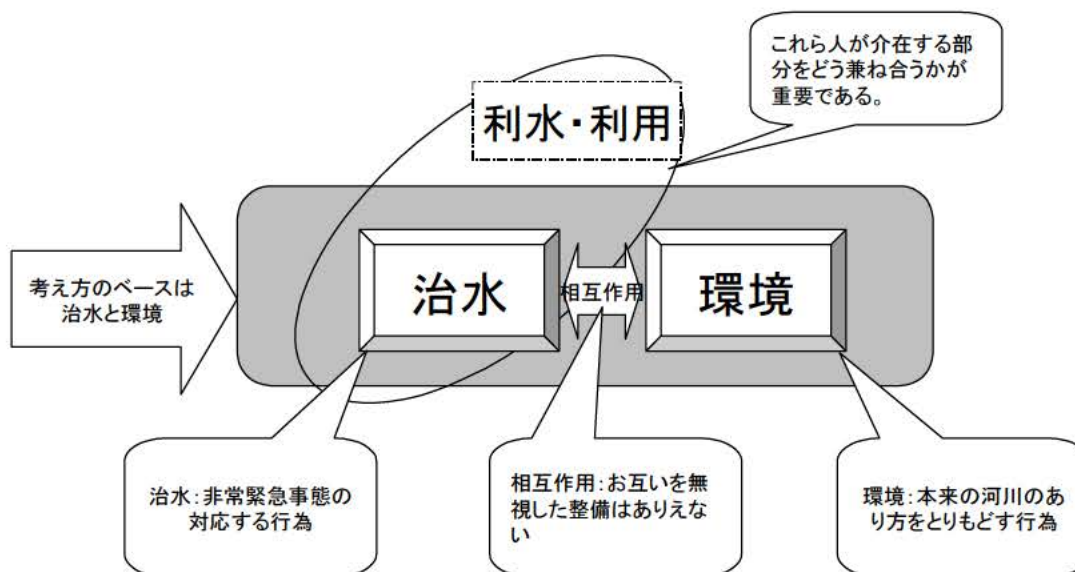 これら人が介在する部
分をどう兼ね合うかが
重要である。
利水・利用
考え方のベースは
治水と環境
治水
相互作用
環境
治水：非常緊急事態の
対応する行為
相互作用：お互いを無
視した整備はありえな
い
環境：本来の河川のあ
り方をとりもどす行為